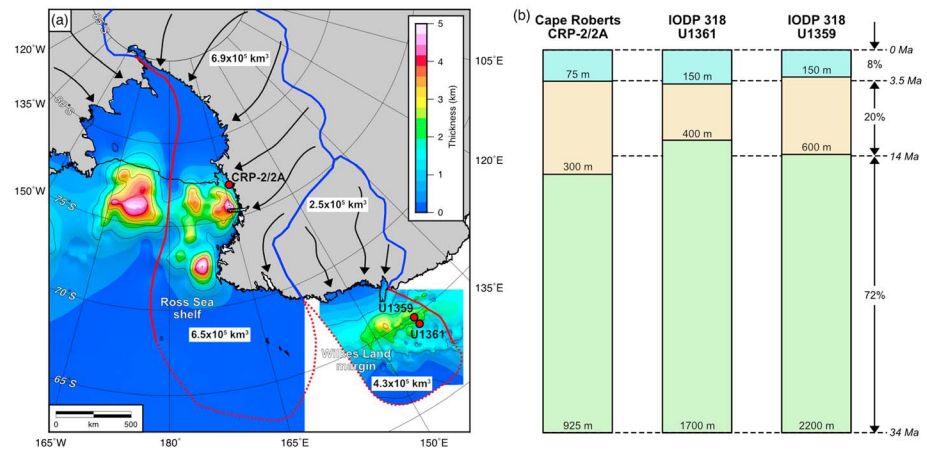 (a)
120°W
135°W
150°W
165°W
180°
165°E
150°E
135°E
120°E
105°E
85°S
80°S
75°S
70°S
65°S
6.9x10⁵ km³
2.5x10⁵ km³
6.5x10⁵ km³
4.3x10⁵ km³
CRP-2/2A
U1359
U1361
Ross Sea
shelf
Wilkes Land
margin
Thickness (km)
5
4
3
2
1
0
0 km 500
(b)
Cape Roberts
CRP-2/2A
IODP 318
U1361
IODP 318
U1359
75 m
300 m
925 m
150 m
400 m
1700 m
150 m
600 m
2200 m
0 Ma
8%
3.5 Ma
20%
14 Ma
72%
34 Ma